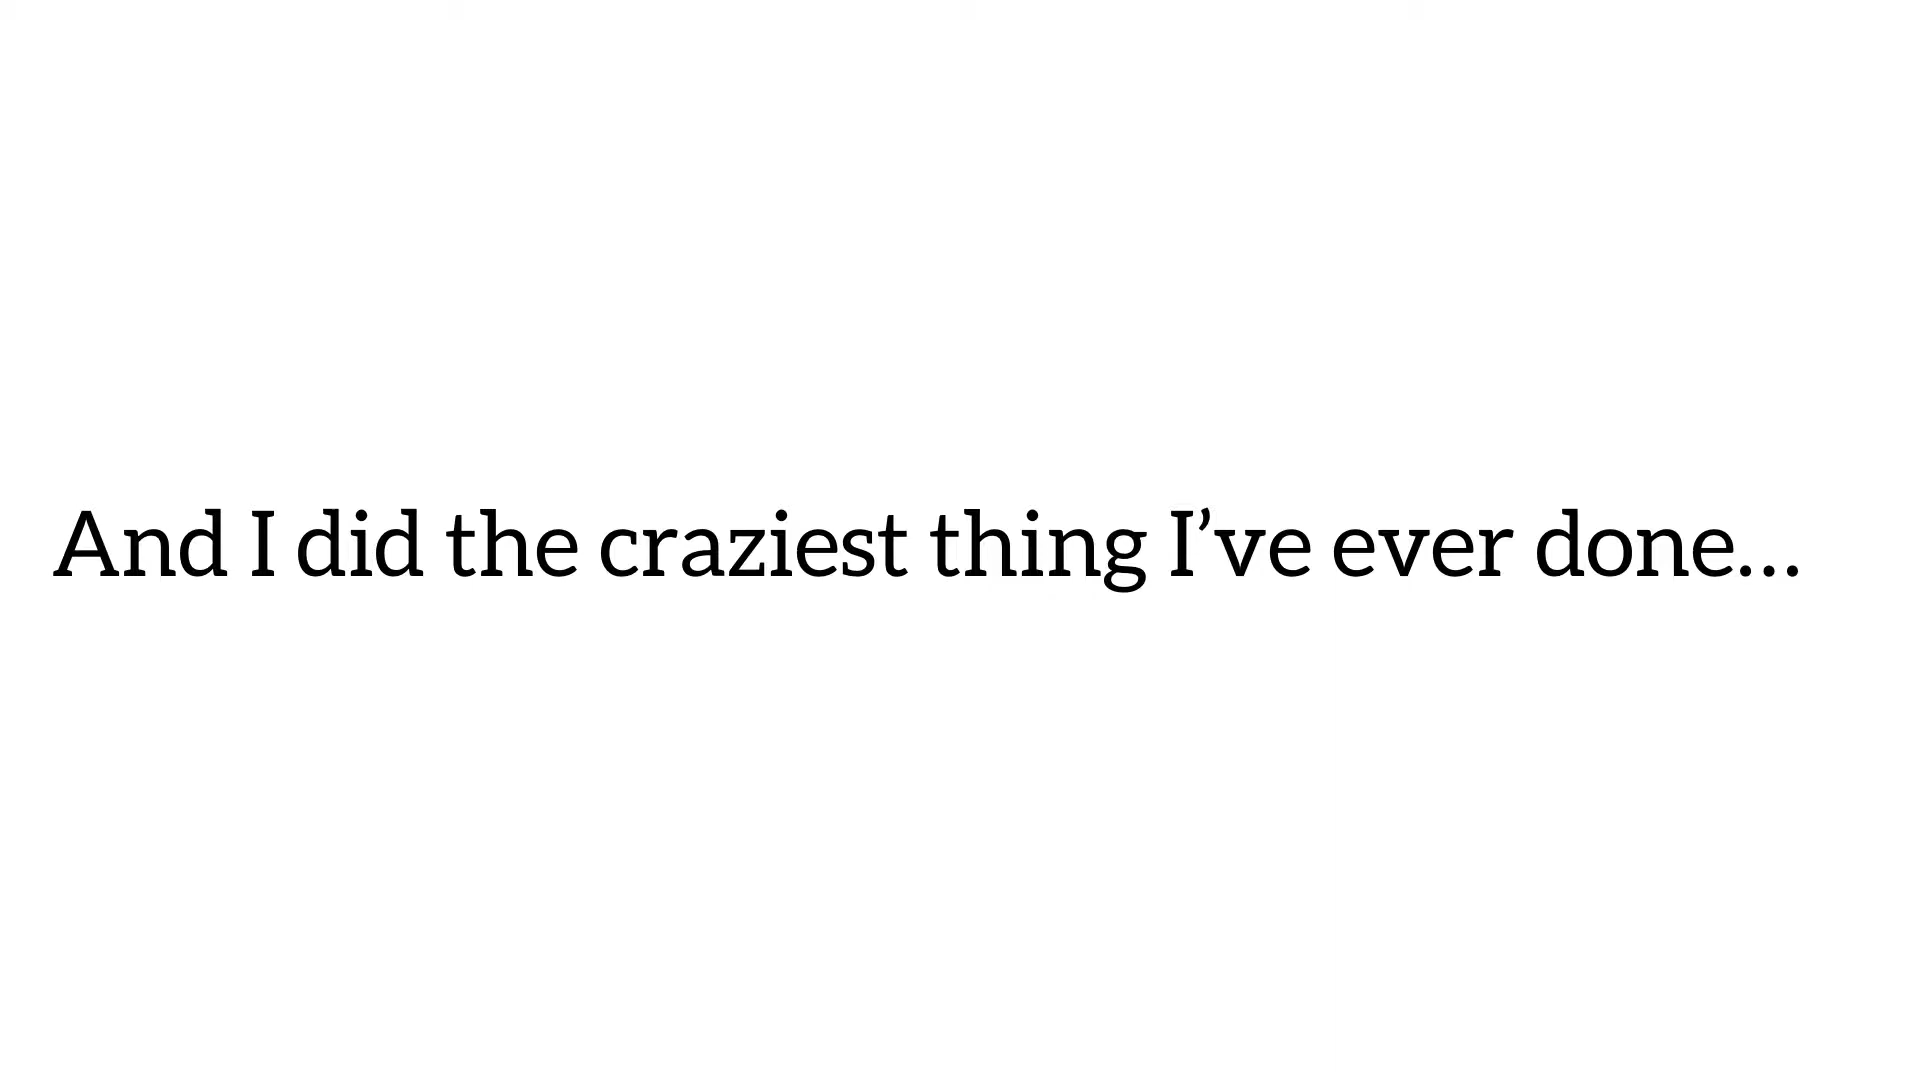 And I did the craziest thing I’ve ever done…